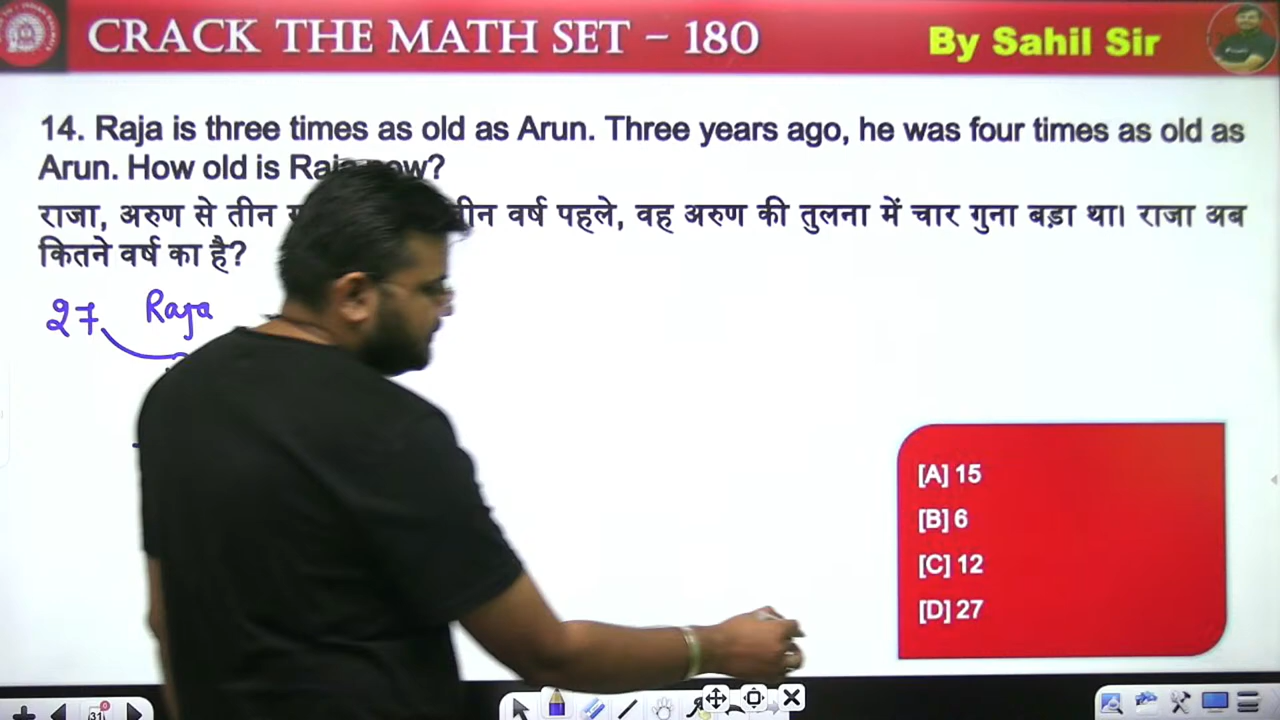 CRACK THE MATH SET – 180
By Sahil Sir
14. Raja is three times as old as Arun. Three years ago, he was four times as old as
Arun. How old is
राजा, अरुण से तीन वर्ष पहले, वह अरुण की तुलना में चार गुना बड़ा था। राजा अब
कितने वर्ष का है?
27 Raja
[A] 15
[B] 6
[C] 12
[D] 27
31